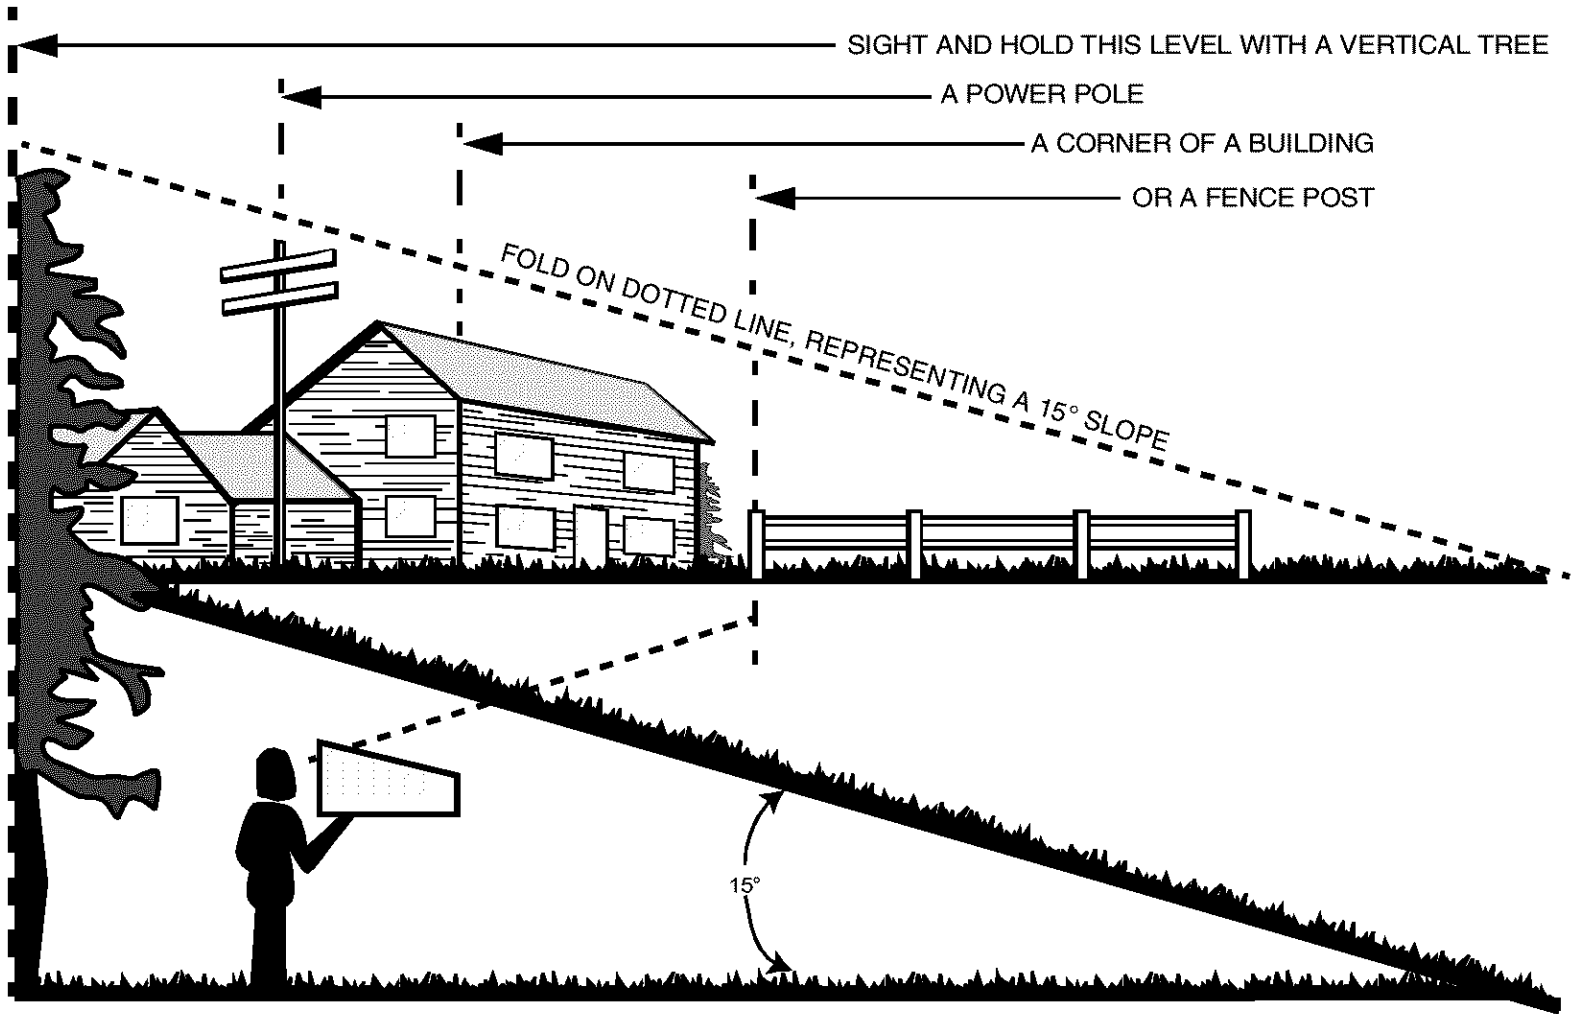 SIGHT AND HOLD THIS LEVEL WITH A VERTICAL TREE
A POWER POLE
A CORNER OF A BUILDING
OR A FENCE POST
FOLD ON DOTTED LINE, REPRESENTING A 15° SLOPE
15°